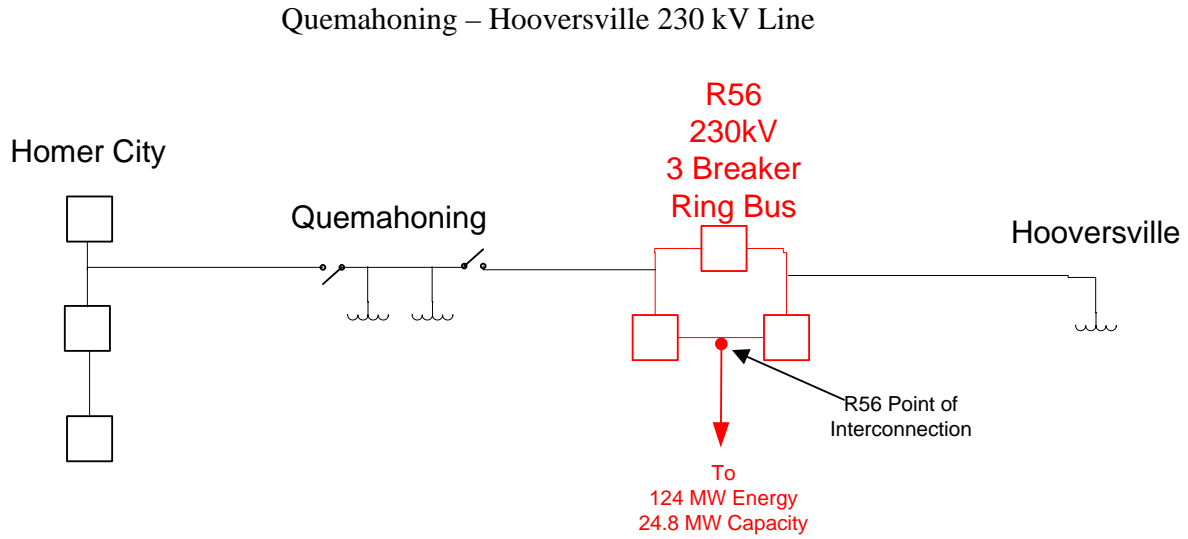 Quemahoning – Hooversville 230 kV Line
R56
230kV
3 Breaker
Ring Bus
Homer City
Quemahoning
Hooversville
R56 Point of
Interconnection
To
124 MW Energy
24.8 MW Capacity